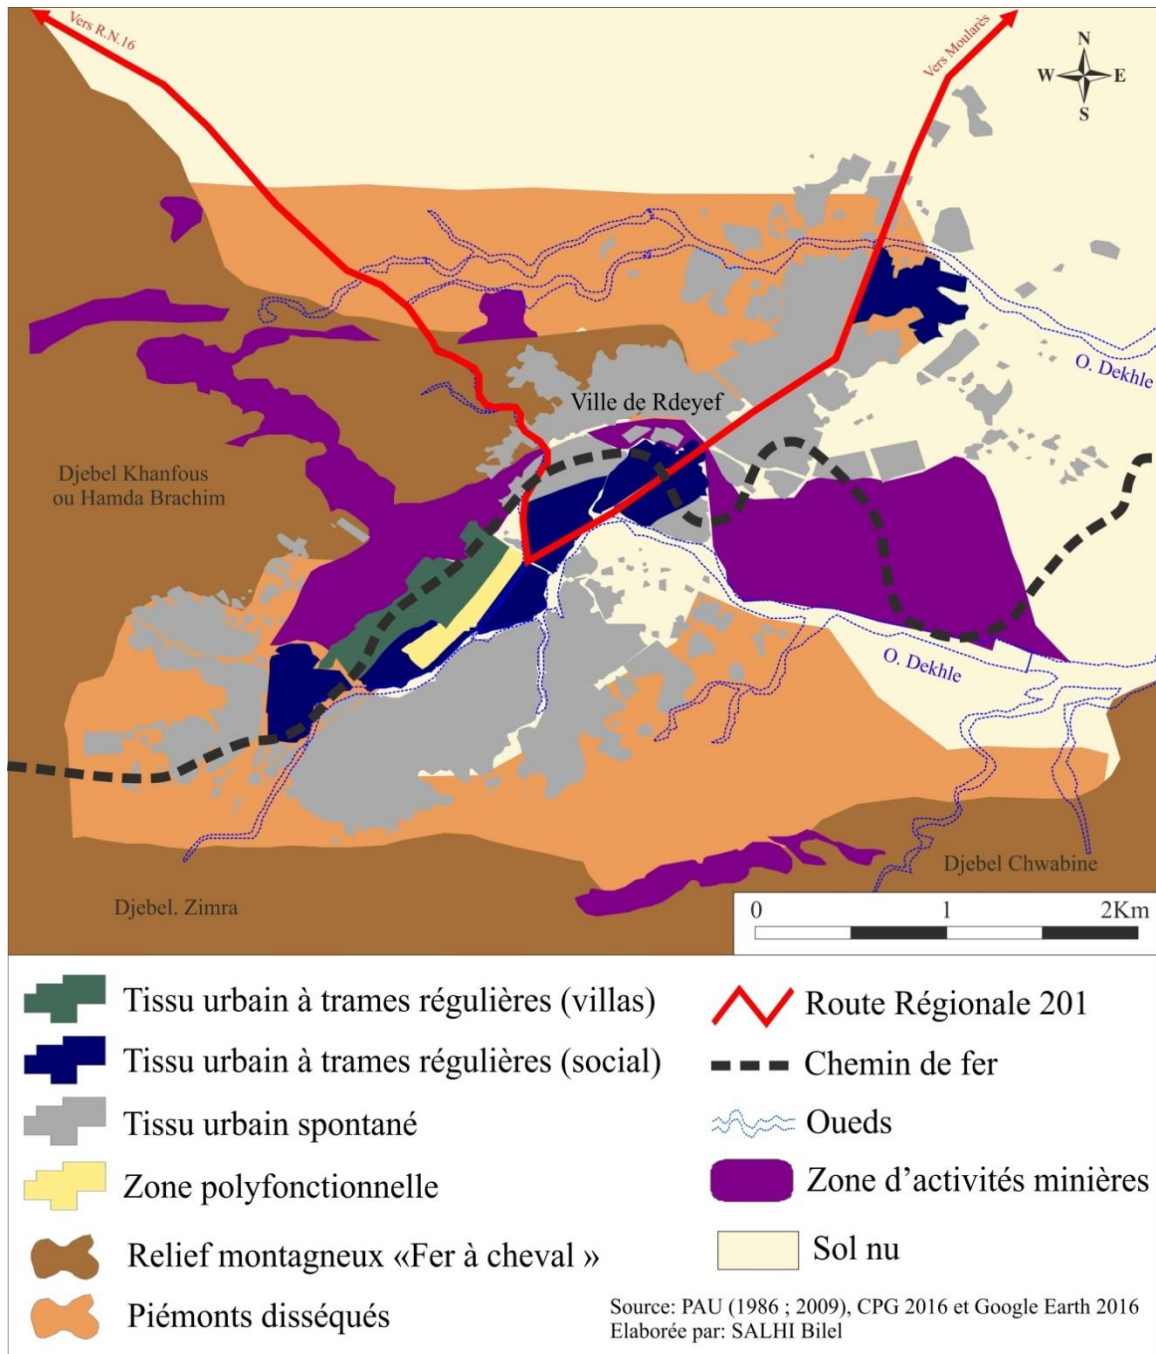 Vers R.N.16
Vers Moularès
N
W E
S
O. Dekhle
Ville de Rdeyef
Djebel Khanfous
ou Hamda Brachim
O. Dekhle
Djebel Chwabine
Djebel. Zimra
0 1 2Km
Tissu urbain à trames régulières (villas)
Tissu urbain à trames régulières (social)
Tissu urbain spontané
Zone polyfonctionnelle
Relief montagneux «Fer à cheval »
Piémonts disséqués
Route Régionale 201
Chemin de fer
Oueds
Zone d’activités minières
Sol nu
Source: PAU (1986 ; 2009), CPG 2016 et Google Earth 2016
Elaborée par: SALHI Bilel